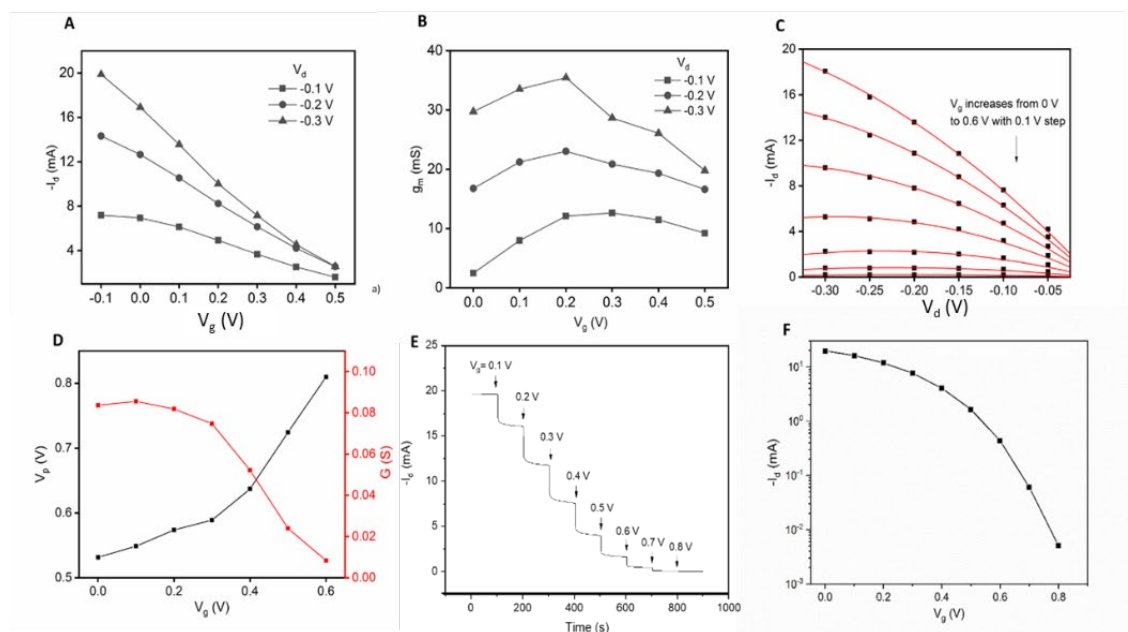 A
-I_d (mA)
20
16
12
8
4
V_d
-0.1 V
-0.2 V
-0.3 V
-0.1 0.0 0.1 0.2 0.3 0.4 0.5
V_g (V)
a)
B
g_m (mS)
40
30
20
10
0
V_d
-0.1 V
-0.2 V
-0.3 V
0.0 0.1 0.2 0.3 0.4 0.5
V_g (V)
C
-I_d (mA)
20
16
12
8
4
0
V_g increases from 0 V
to 0.6 V with 0.1 V step
-0.30 -0.25 -0.20 -0.15 -0.10 -0.05
V_d (V)
D
V_p (V)
0.8
0.7
0.6
0.5
0.10
0.08
0.06
0.04
0.02
0.00
G (S)
0.0 0.2 0.4 0.6
V_g (V)
E
-I_d (mA)
25
20
15
10
5
0
V_g= 0.1 V
0.2 V
0.3 V
0.4 V
0.5 V
0.6 V
0.7 V
0.8 V
0 200 400 600 800 1000
Time (s)
F
-I_d (mA)
10^1
10^0
10^-1
10^-2
10^-3
0.0 0.2 0.4 0.6 0.8
V_g (V)